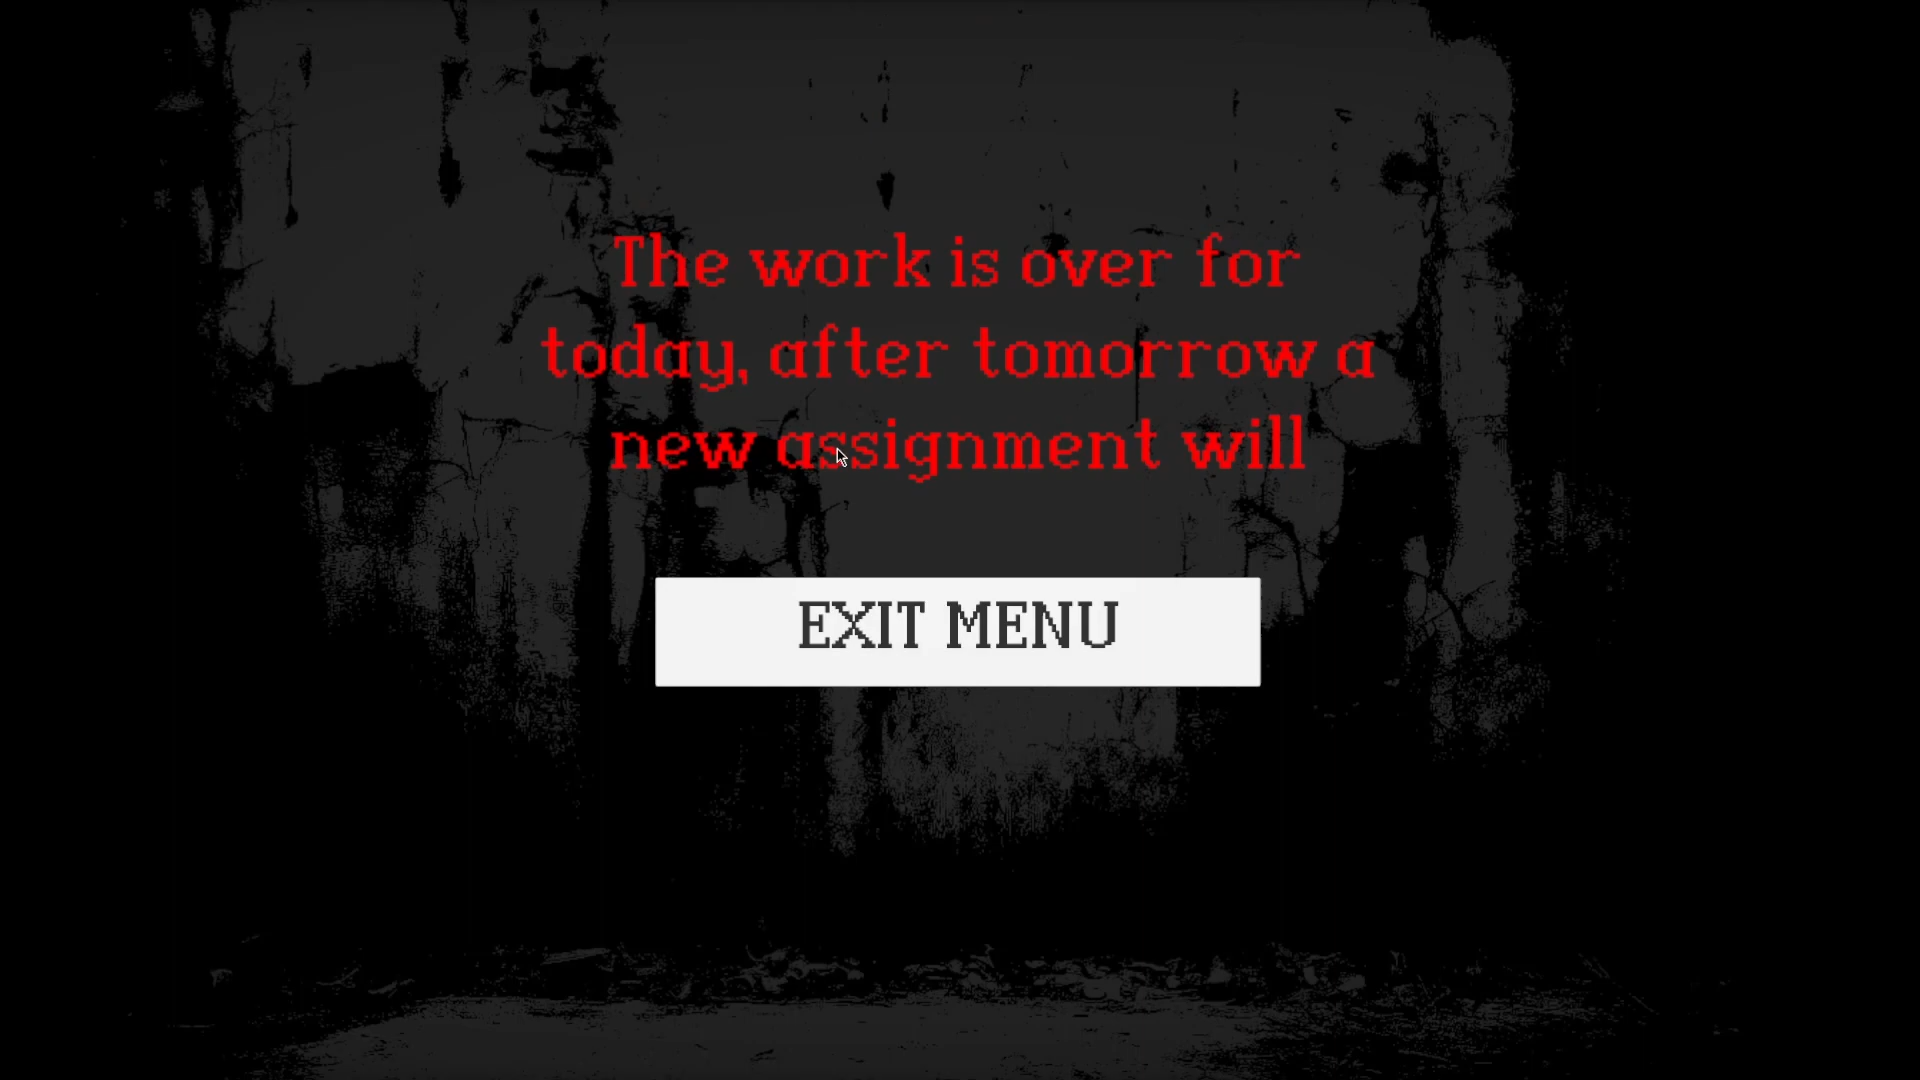 The work is over for
today, after tomorrow a
new assignment will
EXIT MENU